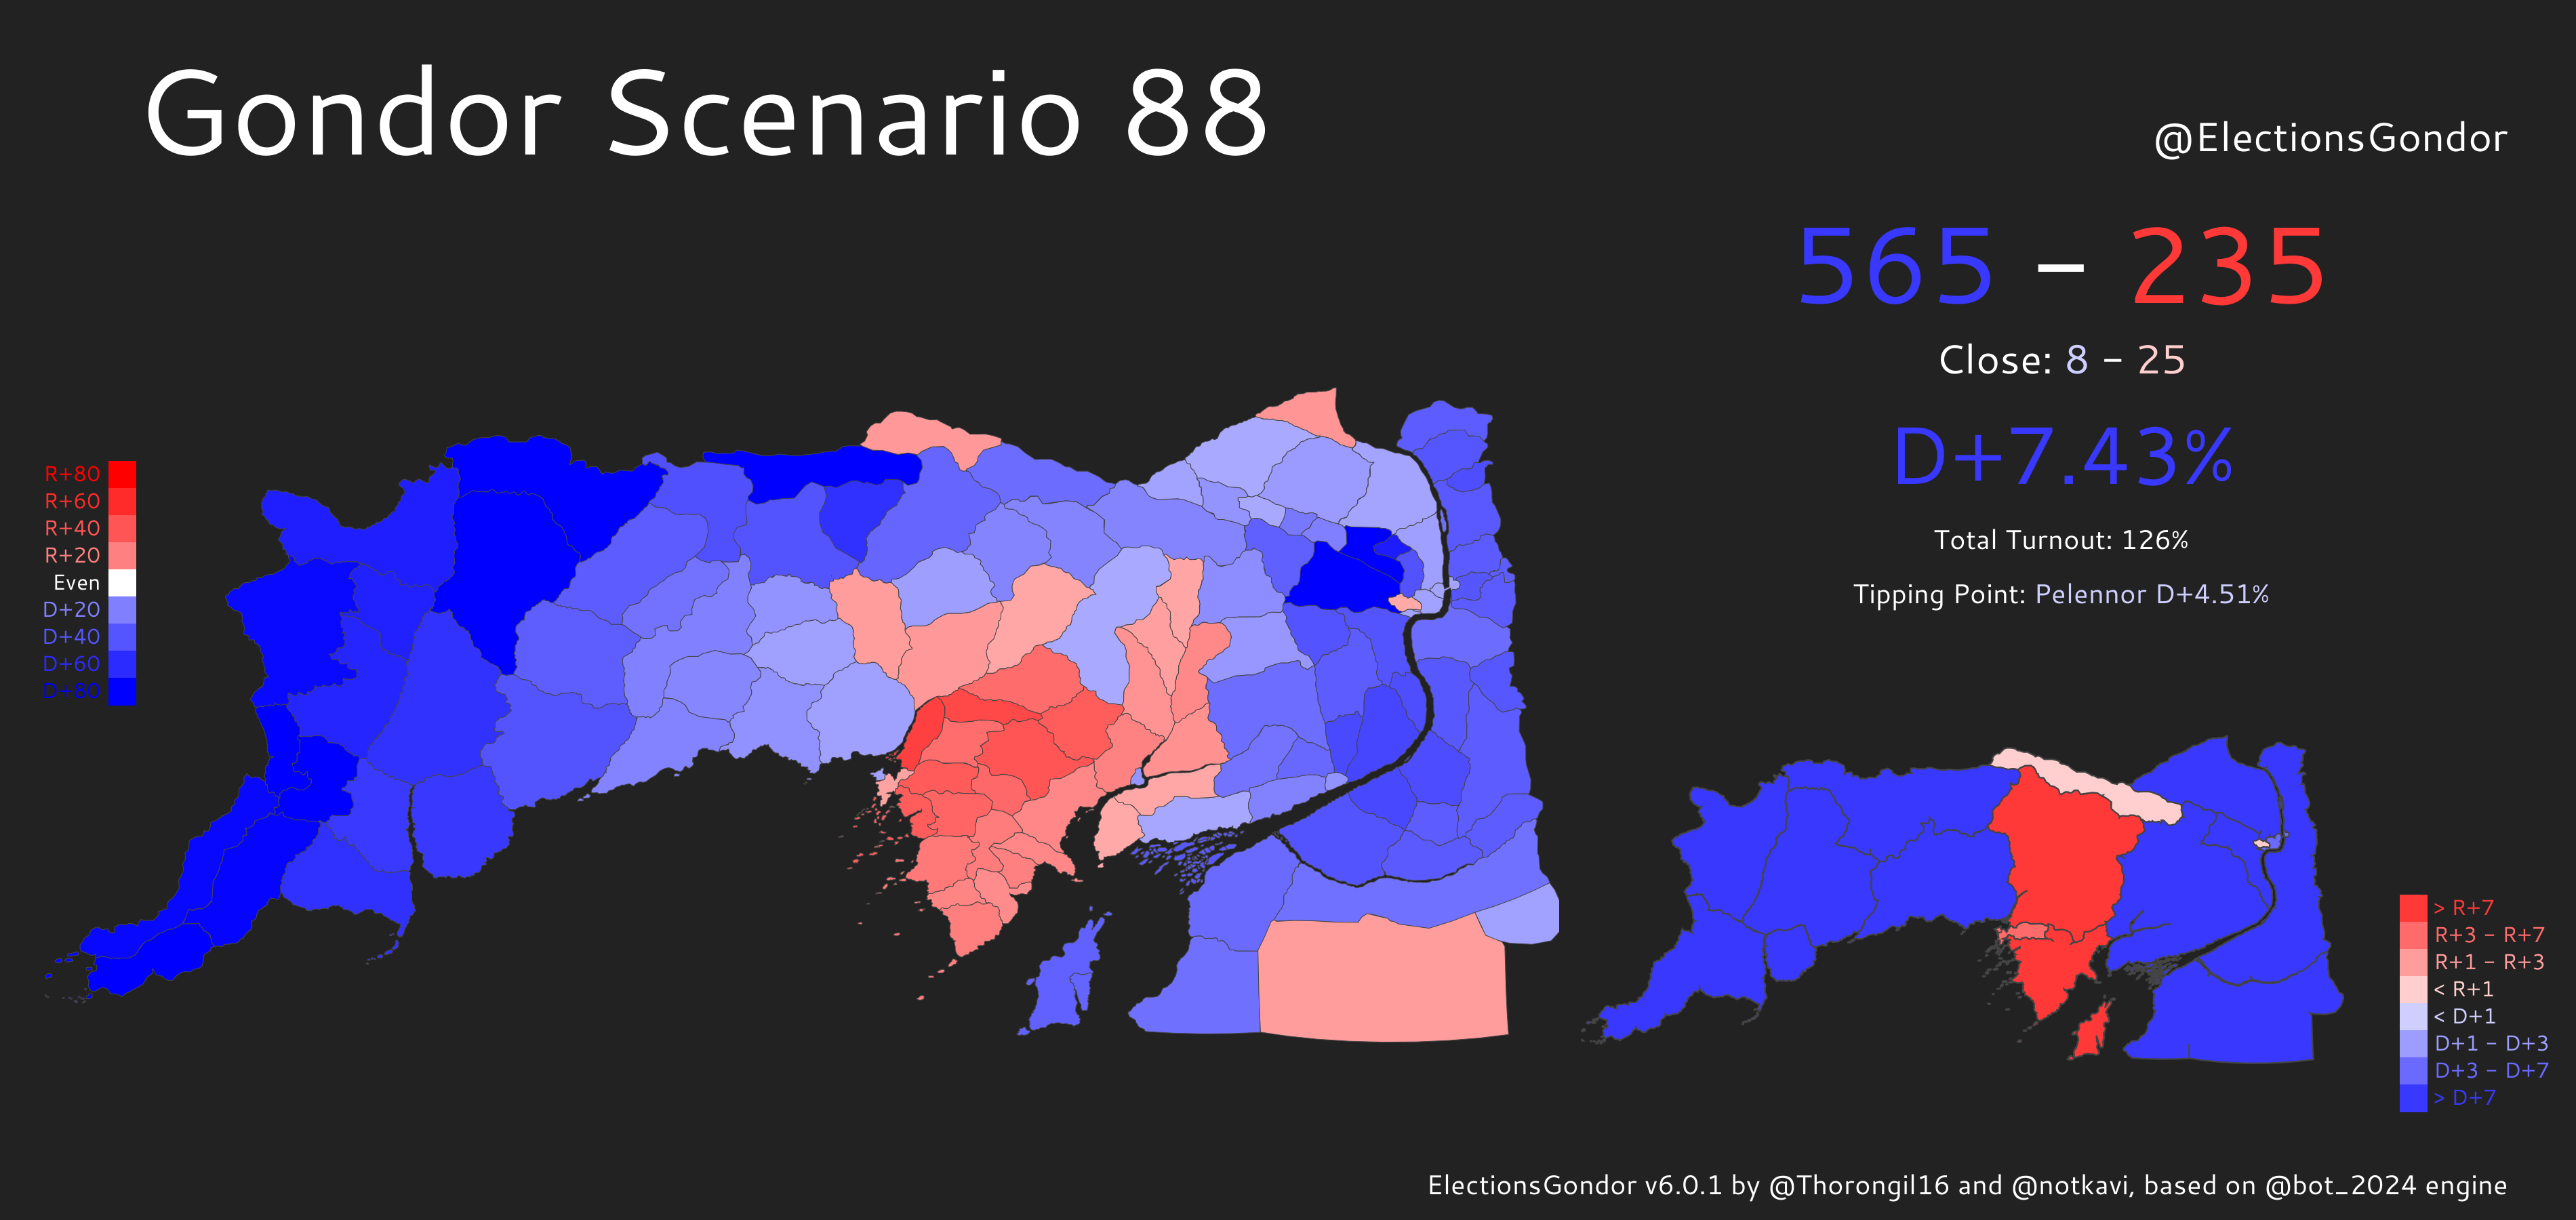 Gondor Scenario 88
@ElectionsGondor
565 – 235
Close: 8 – 25
D+7.43%
Total Turnout: 126%
Tipping Point: Pelennor D+4.51%
R+80
R+60
R+40
R+20
Even
D+20
D+40
D+60
D+80
> R+7
R+3 – R+7
R+1 – R+3
< R+1
< D+1
D+1 – D+3
D+3 – D+7
> D+7
ElectionsGondor v6.0.1 by @Thorongil16 and @notkavi, based on @bot_2024 engine